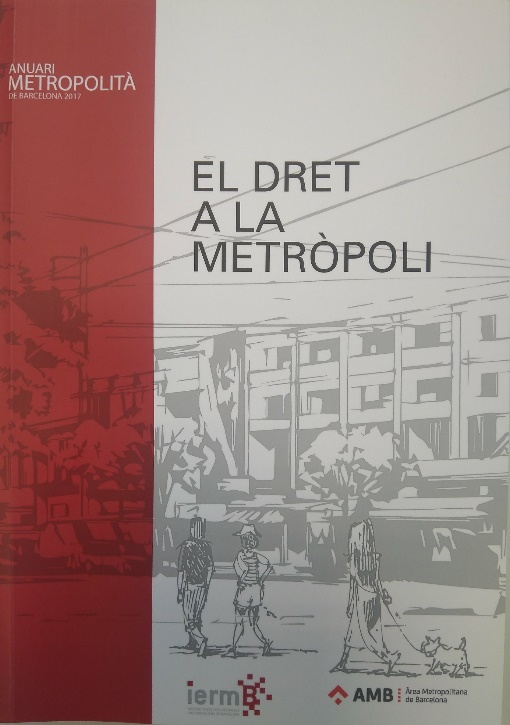 ANUARI
METROPOLITÀ
DE BARCELONA 2017
EL DRET
A LA
METRÒPOLI
iermB
AMB
Àrea Metropolitana
de Barcelona